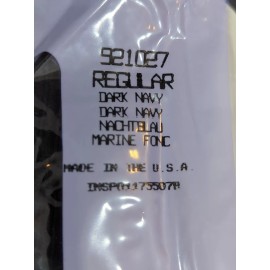 921027
REGULAR
DARK NAVY
DARK NAVY
NACHTBLAU
MARINE FONC
MADE IN THE U.S.A.